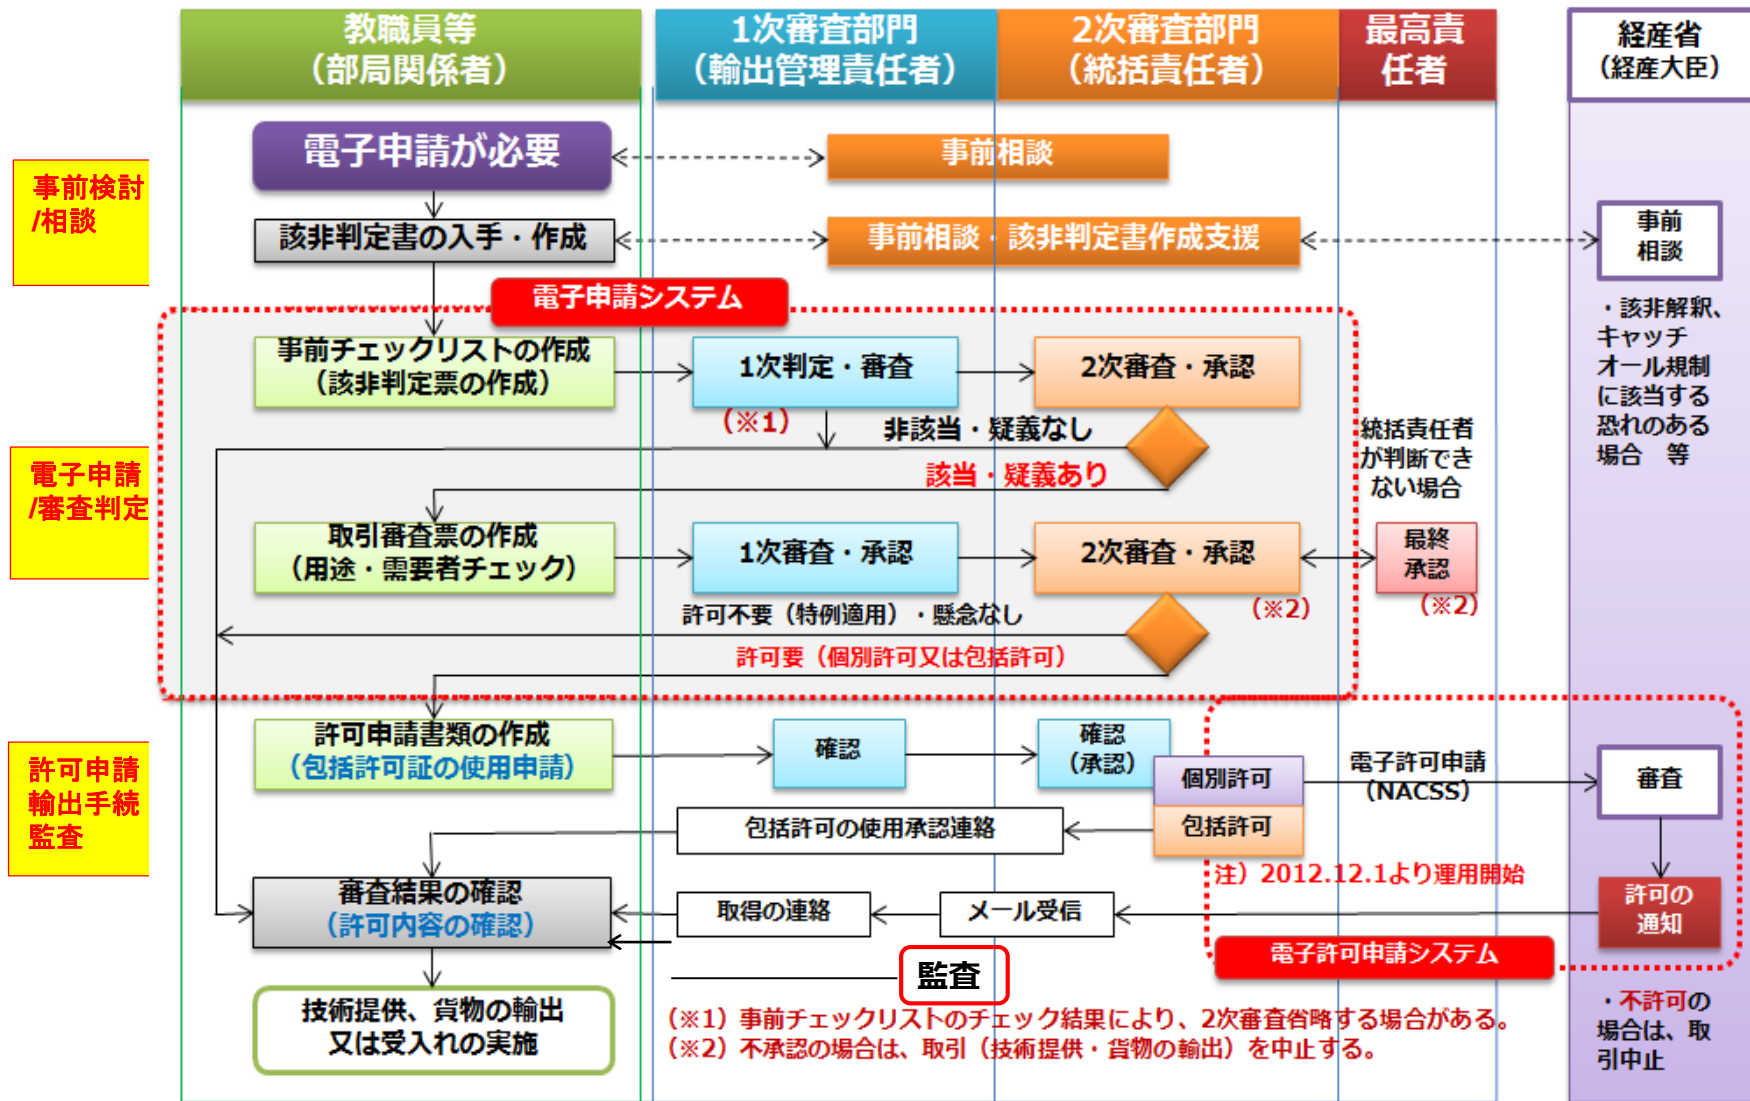 教職員等
（部局関係者）
1次審査部門
（輸出管理責任者）
2次審査部門
（統括責任者）
最高責
任者
経産省
（経産大臣）
事前検討
/相談
電子申請が必要
事前相談
該非判定書の入手・作成
事前相談・該非判定書作成支援
事前
相談
電子申請システム
・該非解釈、
キャッチ
オール規制
に該当する
恐れのある
場合　等
事前チェックリストの作成
（該非判定票の作成）
1次判定・審査
2次審査・承認
（※1）
非該当・疑義なし
該当・疑義あり
統括責任者
が判断でき
ない場合
電子申請
/審査判定
取引審査票の作成
（用途・需要者チェック）
1次審査・承認
2次審査・承認
最終
承認
（※2）
（※2）
許可不要（特例適用）・懸念なし
許可要（個別許可又は包括許可）
許可申請
輸出手続
監査
許可申請書類の作成
（包括許可証の使用申請）
確認
確認
（承認）
個別許可
包括許可
電子許可申請
（NACSS）
審査
包括許可の使用承認連絡
注）2012.12.1より運用開始
審査結果の確認
（許可内容の確認）
取得の連絡
メール受信
許可の
通知
電子許可申請システム
監査
技術提供、貨物の輸出
又は受入れの実施
（※1）事前チェックリストのチェック結果により、2次審査省略する場合がある。
（※2）不承認の場合は、取引（技術提供・貨物の輸出）を中止する。
・不許可の
場合は、取
引中止